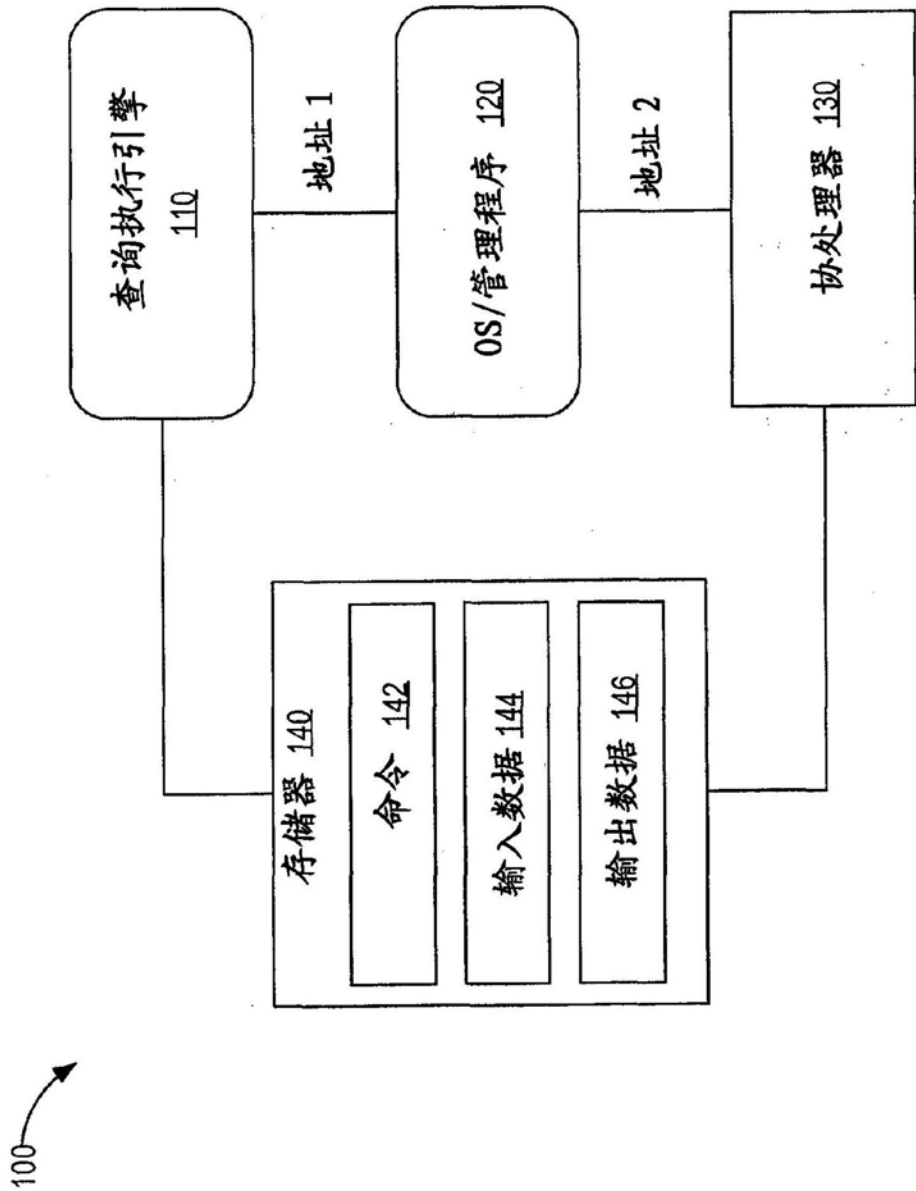 100
查询执行引擎
110
地址 1
OS/管理程序 120
地址 2
协处理器 130
存储器 140
命令 142
输入数据 144
输出数据 146